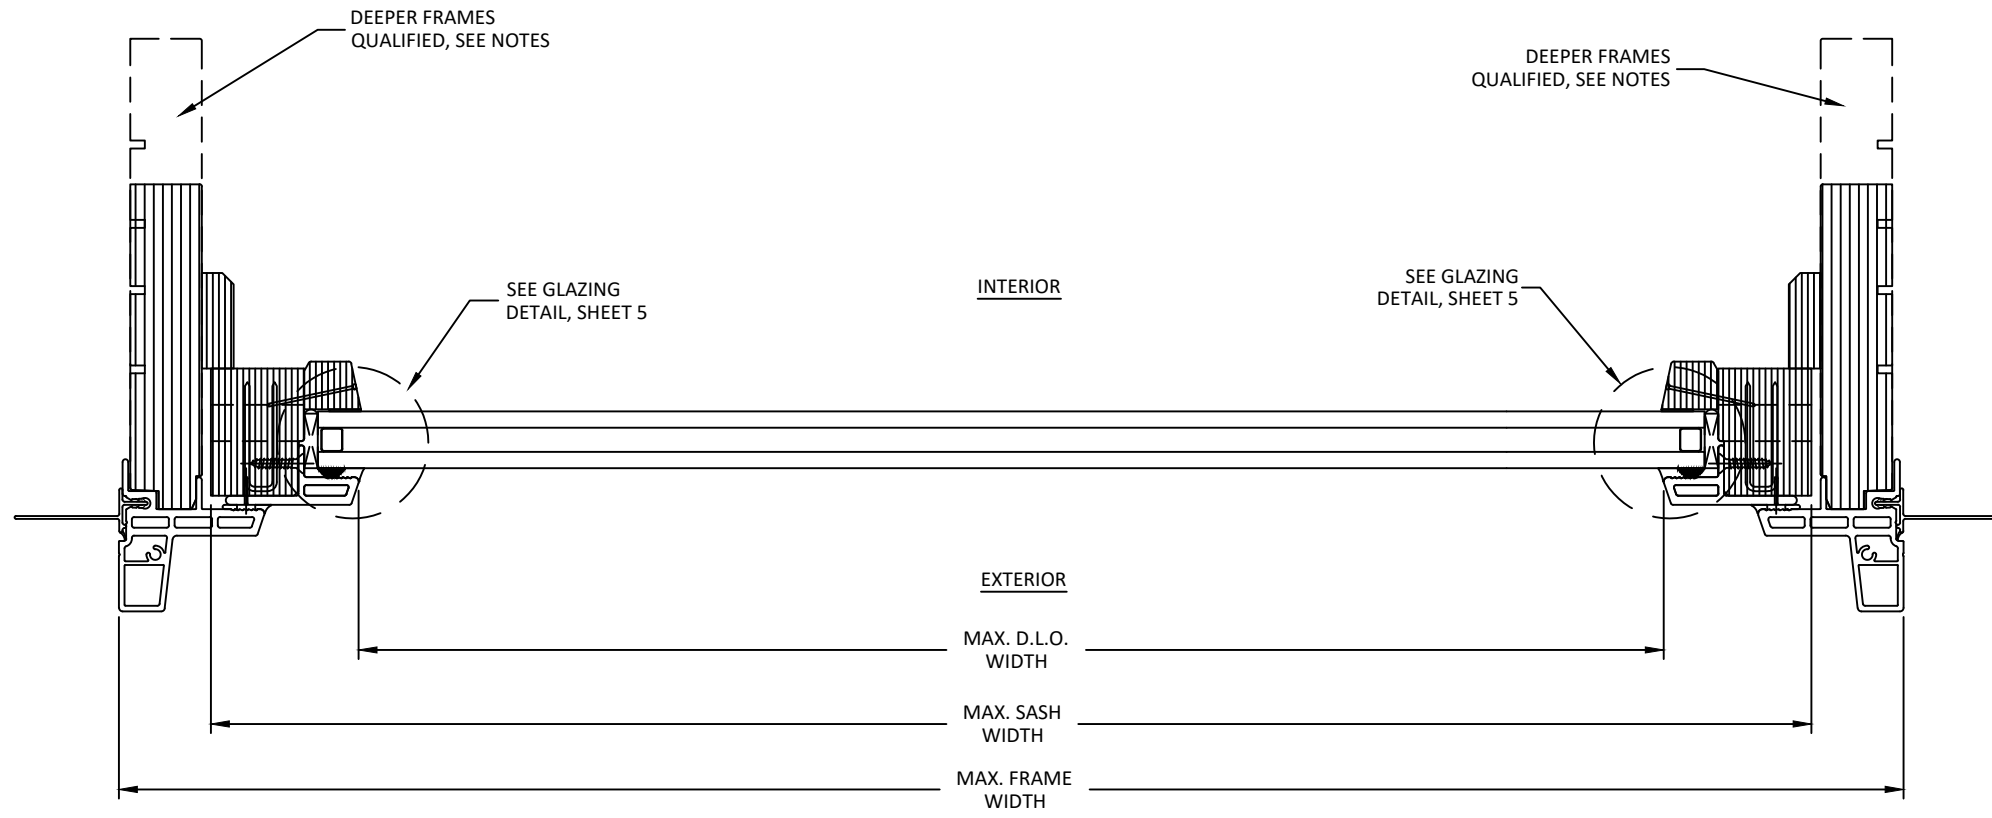 DEEPER FRAMES
QUALIFIED, SEE NOTES
DEEPER FRAMES
QUALIFIED, SEE NOTES
SEE GLAZING
DETAIL, SHEET 5
INTERIOR
SEE GLAZING
DETAIL, SHEET 5
EXTERIOR
MAX. D.L.O.
WIDTH
MAX. SASH
WIDTH
MAX. FRAME
WIDTH